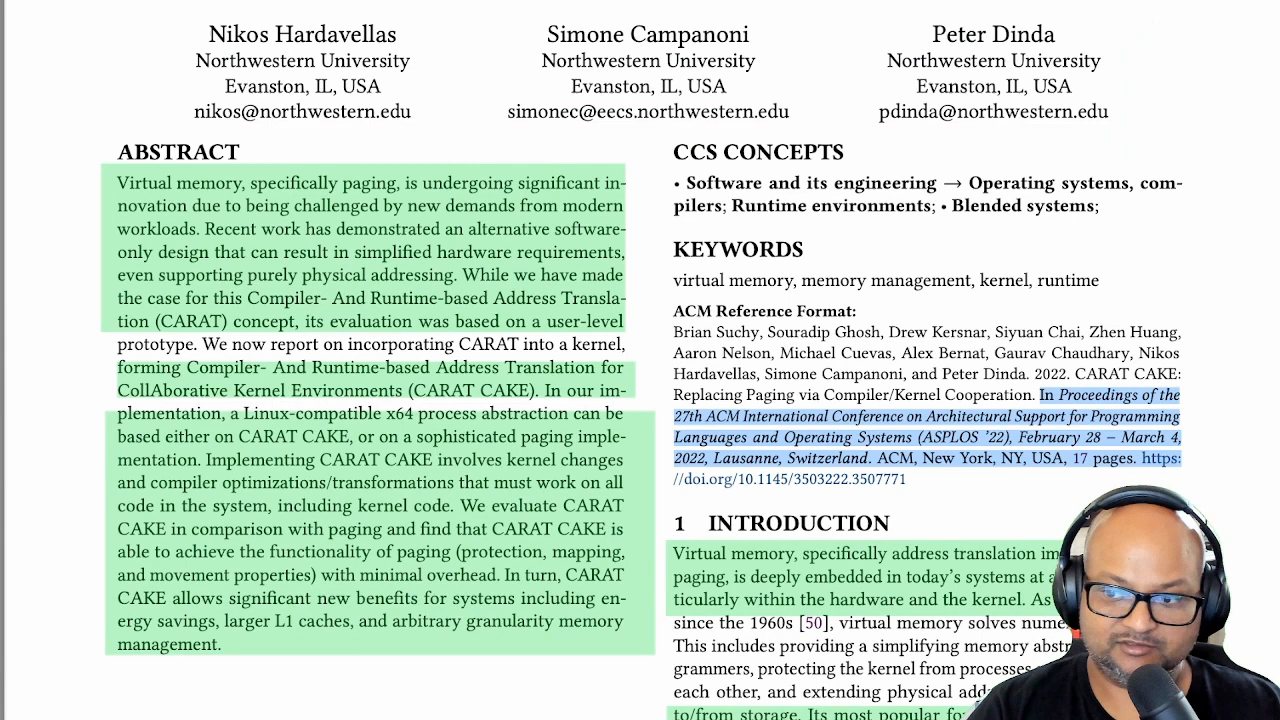 Nikos Hardavellas
Northwestern University
Evanston, IL, USA
nikos@northwestern.edu
Simone Campanoni
Northwestern University
Evanston, IL, USA
simonec@eecs.northwestern.edu
Peter Dinda
Northwestern University
Evanston, IL, USA
pdinda@northwestern.edu
ABSTRACT
Virtual memory, specifically paging, is undergoing significant in-
novation due to being challenged by new demands from modern
workloads. Recent work has demonstrated an alternative software-
only design that can result in simplified hardware requirements,
even supporting purely physical addressing. While we have made
the case for this Compiler- And Runtime-based Address Transla-
tion (CARAT) concept, its evaluation was based on a user-level
prototype. We now report on incorporating CARAT into a kernel,
forming Compiler- And Runtime-based Address Translation for
CollAborative Kernel Environments (CARAT CAKE). In our im-
plementation, a Linux-compatible x64 process abstraction can be
based either on CARAT CAKE, or on a sophisticated paging imple-
mentation. Implementing CARAT CAKE involves kernel changes
and compiler optimizations/transformations that must work on all
code in the system, including kernel code. We evaluate CARAT
CAKE in comparison with paging and find that CARAT CAKE is
able to achieve the functionality of paging (protection, mapping,
and movement properties) with minimal overhead. In turn, CARAT
CAKE allows significant new benefits for systems including en-
ergy savings, larger L1 caches, and arbitrary granularity memory
management.
CCS CONCEPTS
• Software and its engineering → Operating systems, com-
pilers; Runtime environments; • Blended systems;
KEYWORDS
virtual memory, memory management, kernel, runtime
ACM Reference Format:
Brian Suchy, Souradip Ghosh, Drew Kersnar, Siyuan Chai, Zhen Huang,
Aaron Nelson, Michael Cuevas, Alex Bernat, Gaurav Chaudhary, Nikos
Hardavellas, Simone Campanoni, and Peter Dinda. 2022. CARAT CAKE:
Replacing Paging via Compiler/Kernel Cooperation. In Proceedings of the
27th ACM International Conference on Architectural Support for Programming
Languages and Operating Systems (ASPLOS ’22), February 28 – March 4,
2022, Lausanne, Switzerland. ACM, New York, NY, USA, 17 pages. https:
//doi.org/10.1145/3503222.3507771
1 INTRODUCTION
Virtual memory, specifically address translation
paging, is deeply embedded in today’s systems at
ticularly within the hardware and the kernel. As
since the 1960s [50], virtual memory solves
This includes providing a simplifying memory
grammers, protecting the kernel from processes
each other, and extending physical
to/from storage. Its most popular